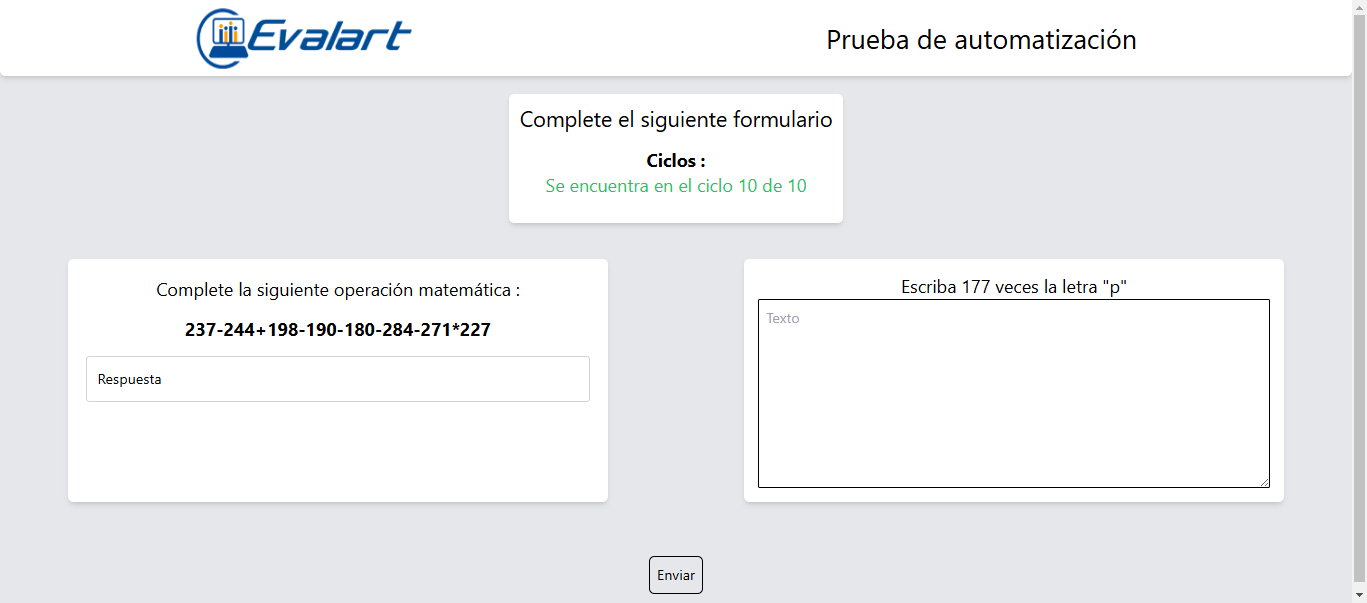 Evalart
Prueba de automatización
Complete el siguiente formulario
Ciclos :
Se encuentra en el ciclo 10 de 10
Complete la siguiente operación matemática :
237-244+198-190-180-284-271*227
Respuesta
Escriba 177 veces la letra "p"
Texto
Enviar